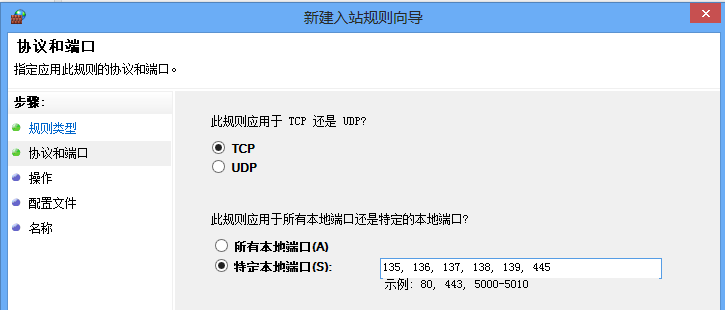 新建入站规则向导
协议和端口
指定应用此规则的协议和端口。
步骤:
规则类型
协议和端口
操作
配置文件
名称
此规则应用于 TCP 还是 UDP?
TCP
UDP
此规则应用于所有本地端口还是特定的本地端口?
所有本地端口(A)
特定本地端口(S):
135, 136, 137, 138, 139, 445
示例: 80, 443, 5000-5010